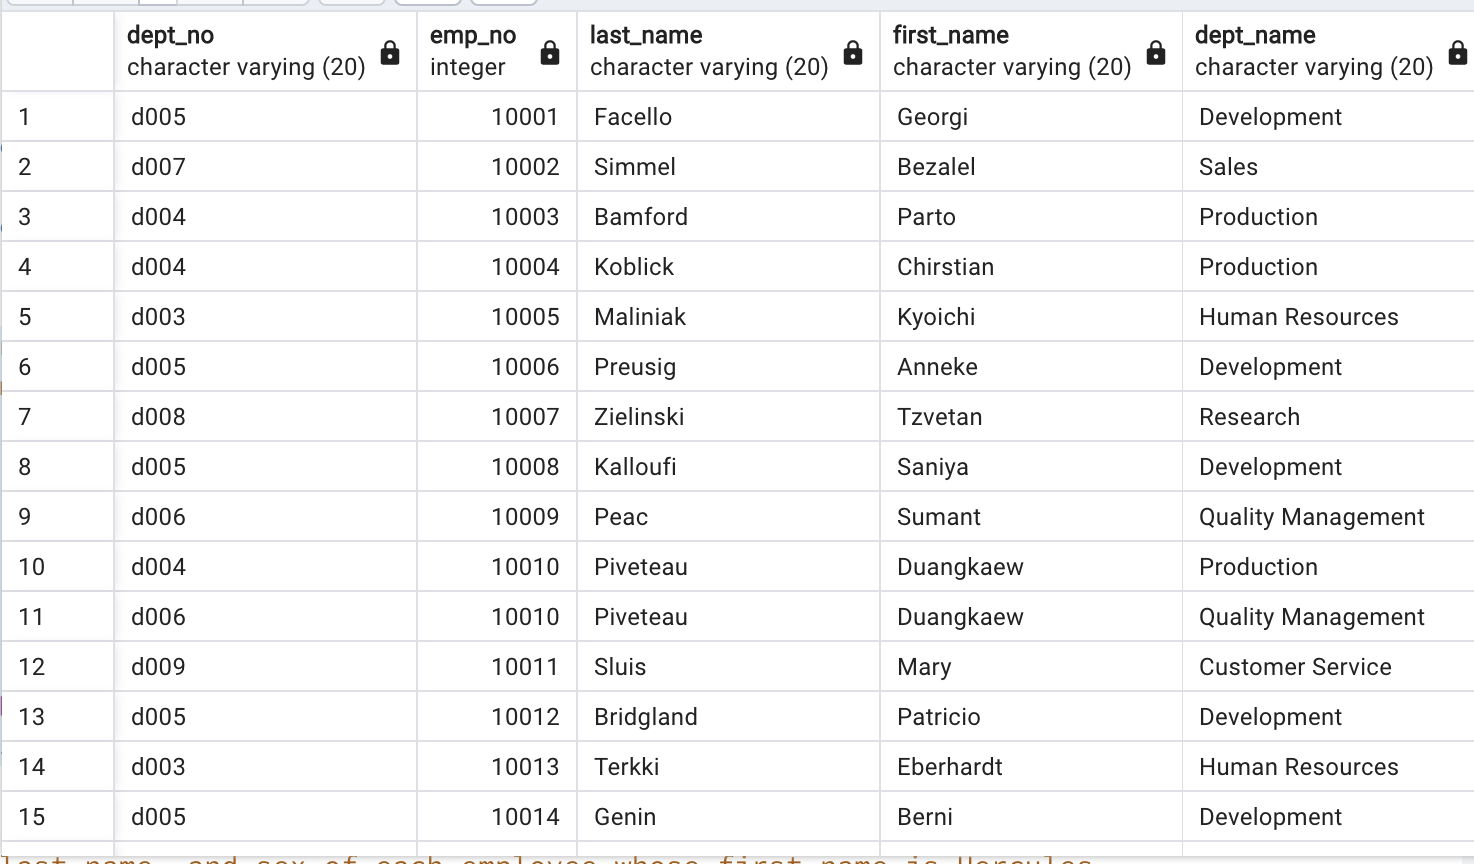 dept_no emp_no last_name first_name dept_name
character varying (20) integer character varying (20) character varying (20) character varying (20)
1 d005 10001 Facello Georgi Development
2 d007 10002 Simmel Bezalel Sales
3 d004 10003 Bamford Parto Production
4 d004 10004 Koblick Chirstian Production
5 d003 10005 Maliniak Kyoichi Human Resources
6 d005 10006 Preusig Anneke Development
7 d008 10007 Zielinski Tzvetan Research
8 d005 10008 Kalloufi Saniya Development
9 d006 10009 Peac Sumant Quality Management
10 d004 10010 Piveteau Duangkaew Production
11 d006 10010 Piveteau Duangkaew Quality Management
12 d009 10011 Sluis Mary Customer Service
13 d005 10012 Bridgland Patricio Development
14 d003 10013 Terkki Eberhardt Human Resources
15 d005 10014 Genin Berni Development
last name, and sex of each employee whose first name is Hercules